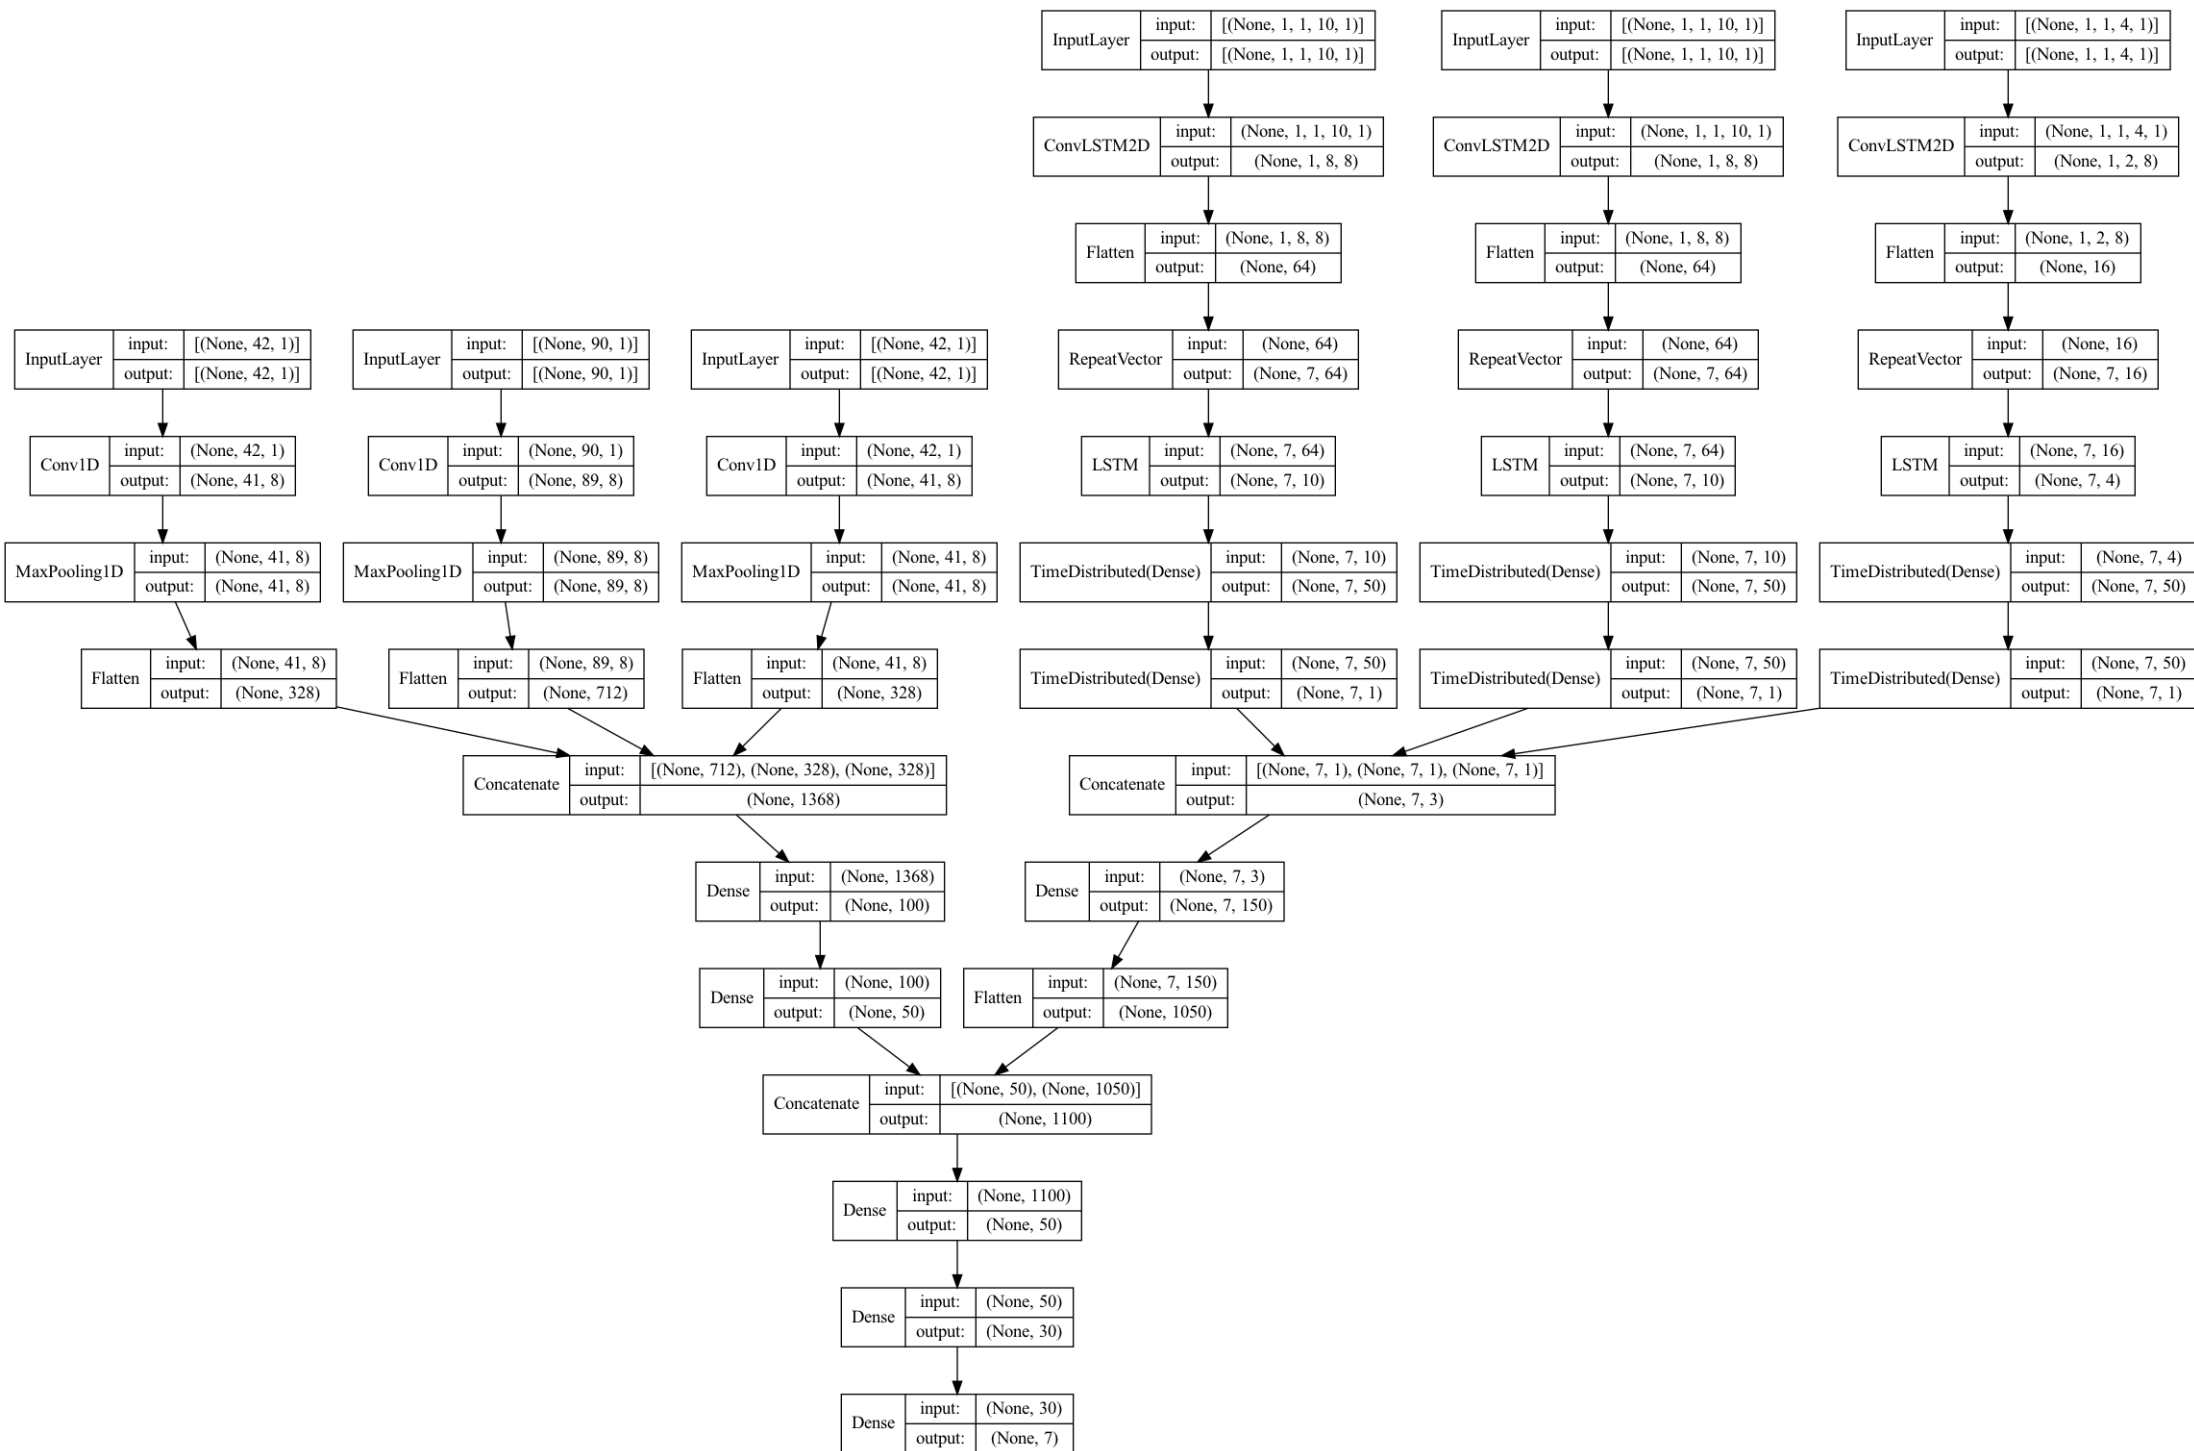 InputLayer input: [(None, 1, 1, 10, 1)] output: [(None, 1, 1, 10, 1)]
InputLayer input: [(None, 1, 1, 10, 1)] output: [(None, 1, 1, 10, 1)]
InputLayer input: [(None, 1, 1, 4, 1)] output: [(None, 1, 1, 4, 1)]
ConvLSTM2D input: (None, 1, 1, 10, 1) output: (None, 1, 8, 8)
ConvLSTM2D input: (None, 1, 1, 10, 1) output: (None, 1, 8, 8)
ConvLSTM2D input: (None, 1, 1, 4, 1) output: (None, 1, 2, 8)
Flatten input: (None, 1, 8, 8) output: (None, 64)
Flatten input: (None, 1, 8, 8) output: (None, 64)
Flatten input: (None, 1, 2, 8) output: (None, 16)
InputLayer input: [(None, 42, 1)] output: [(None, 42, 1)]
InputLayer input: [(None, 90, 1)] output: [(None, 90, 1)]
InputLayer input: [(None, 42, 1)] output: [(None, 42, 1)]
RepeatVector input: (None, 64) output: (None, 7, 64)
RepeatVector input: (None, 64) output: (None, 7, 64)
RepeatVector input: (None, 16) output: (None, 7, 16)
Conv1D input: (None, 42, 1) output: (None, 41, 8)
Conv1D input: (None, 90, 1) output: (None, 89, 8)
Conv1D input: (None, 42, 1) output: (None, 41, 8)
LSTM input: (None, 7, 64) output: (None, 7, 10)
LSTM input: (None, 7, 64) output: (None, 7, 10)
LSTM input: (None, 7, 16) output: (None, 7, 4)
MaxPooling1D input: (None, 41, 8) output: (None, 41, 8)
MaxPooling1D input: (None, 89, 8) output: (None, 89, 8)
MaxPooling1D input: (None, 41, 8) output: (None, 41, 8)
TimeDistributed(Dense) input: (None, 7, 10) output: (None, 7, 50)
TimeDistributed(Dense) input: (None, 7, 10) output: (None, 7, 50)
TimeDistributed(Dense) input: (None, 7, 4) output: (None, 7, 50)
Flatten input: (None, 41, 8) output: (None, 328)
Flatten input: (None, 89, 8) output: (None, 712)
Flatten input: (None, 41, 8) output: (None, 328)
TimeDistributed(Dense) input: (None, 7, 50) output: (None, 7, 1)
TimeDistributed(Dense) input: (None, 7, 50) output: (None, 7, 1)
TimeDistributed(Dense) input: (None, 7, 50) output: (None, 7, 1)
Concatenate input: [(None, 712), (None, 328), (None, 328)] output: (None, 1368)
Concatenate input: [(None, 7, 1), (None, 7, 1), (None, 7, 1)] output: (None, 7, 3)
Dense input: (None, 1368) output: (None, 100)
Dense input: (None, 7, 3) output: (None, 7, 150)
Dense input: (None, 100) output: (None, 50)
Flatten input: (None, 7, 150) output: (None, 1050)
Concatenate input: [(None, 50), (None, 1050)] output: (None, 1100)
Dense input: (None, 1100) output: (None, 50)
Dense input: (None, 50) output: (None, 30)
Dense input: (None, 30) output: (None, 7)